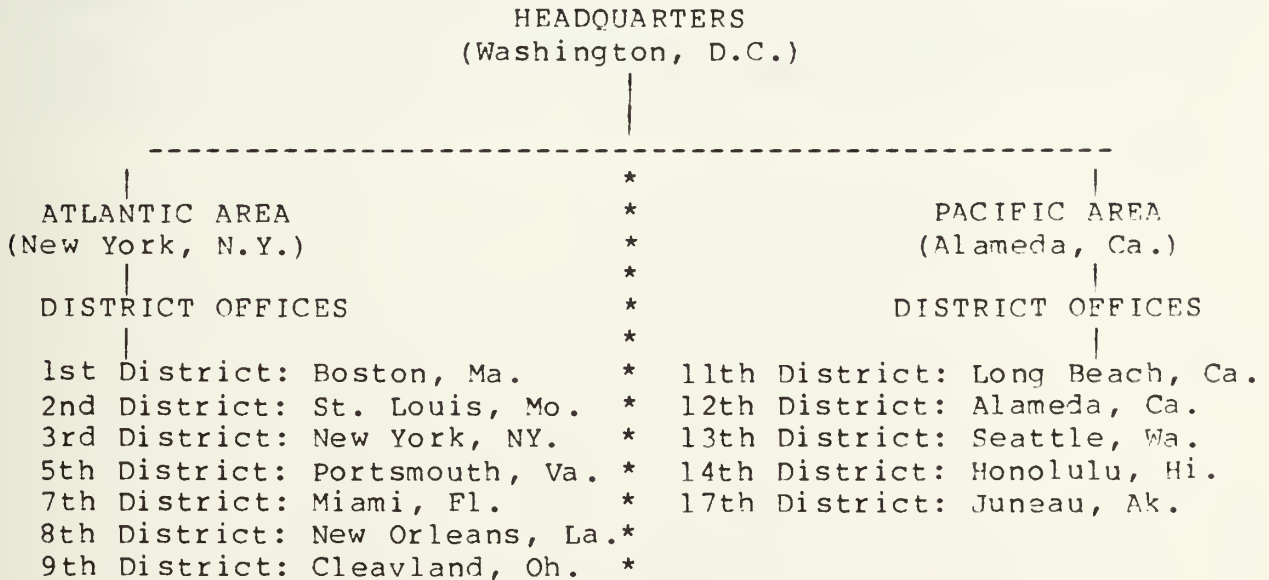 HEADQUARTERS
(Washington, D.C.)
ATLANTIC AREA
(New York, N.Y.)
DISTRICT OFFICES
1st District: Boston, Ma.
2nd District: St. Louis, Mo.
3rd District: New York, NY.
5th District: Portsmouth, Va.
7th District: Miami, Fl.
8th District: New Orleans, La.
9th District: Cleavland, Oh.
PACIFIC AREA
(Alameda, Ca.)
DISTRICT OFFICES
11th District: Long Beach, Ca.
12th District: Alameda, Ca.
13th District: Seattle, Wa.
14th District: Honolulu, Hi.
17th District: Juneau, Ak.